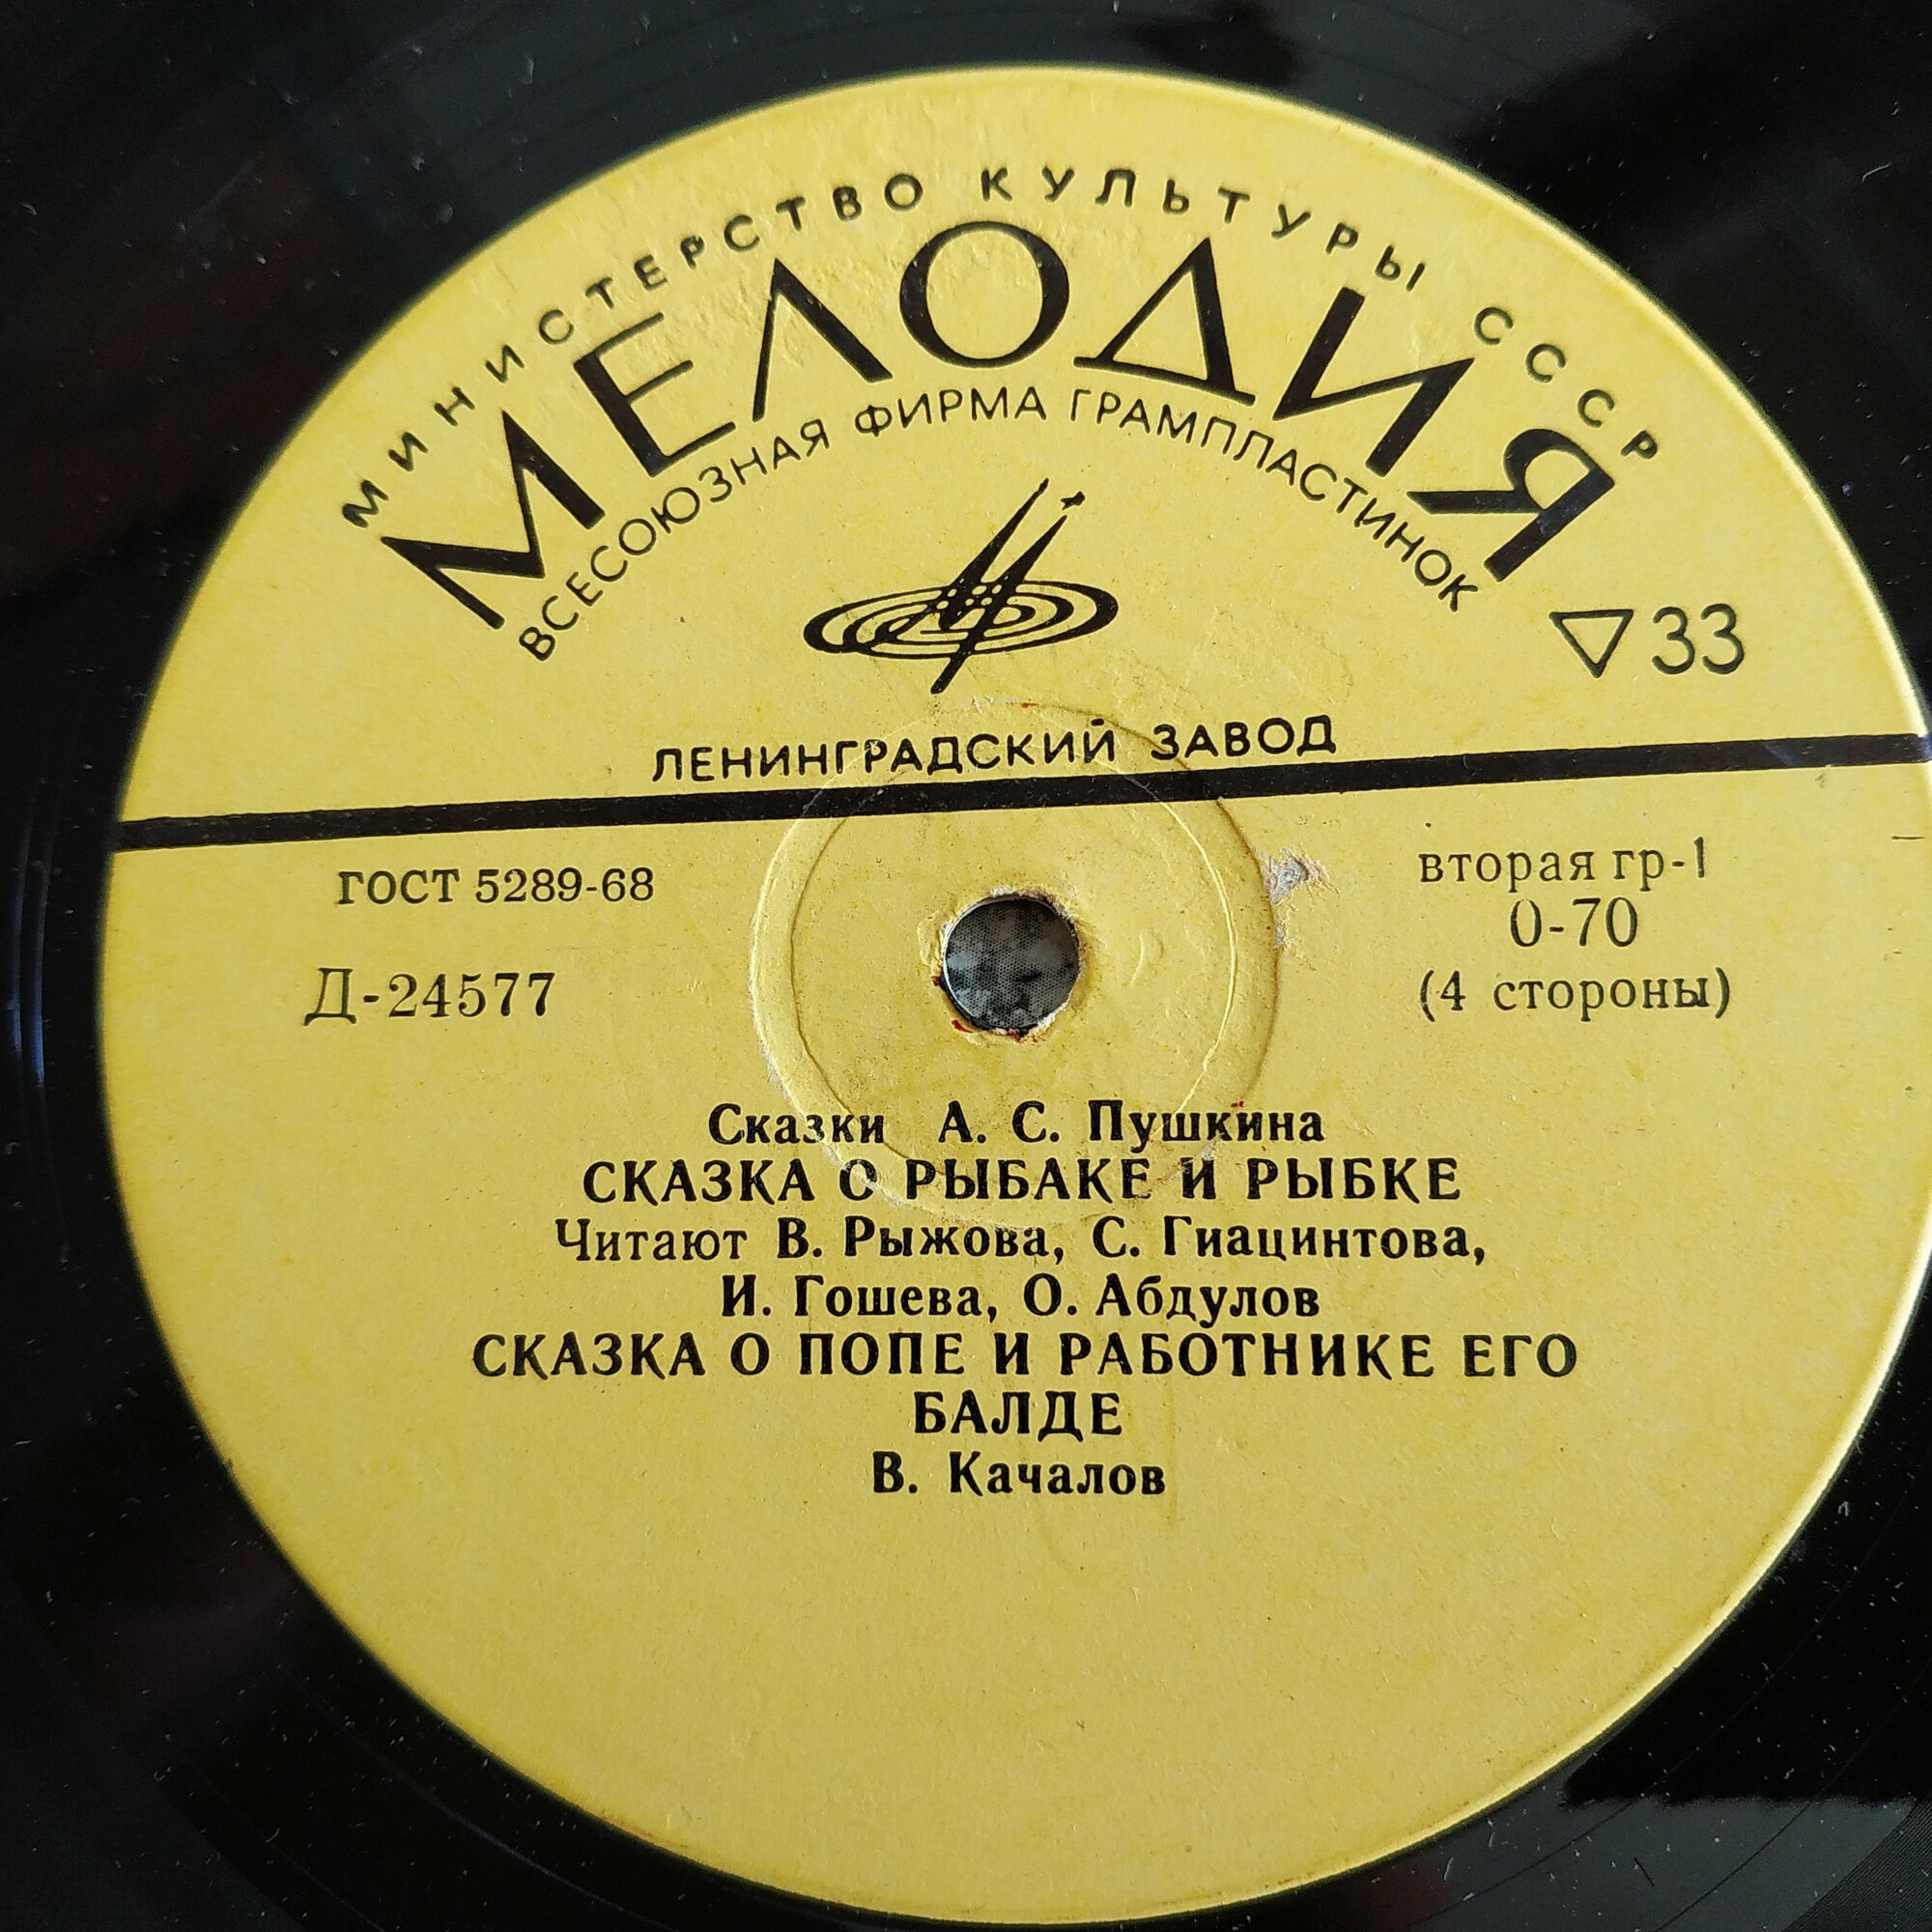 МИНИСТЕРСТВО КУЛЬТУРЫ СССР
МЕЛОДИЯ
ВСЕСОЮЗНАЯ ФИРМА ГРАМПЛАСТИНОК
33
ЛЕНИНГРАДСКИЙ ЗАВОД
ГОСТ 5289-68
вторая гр-1
0-70
Д-24577
(4 стороны)
Сказки А. С. Пушкина
СКАЗКА О РЫБАКЕ И РЫБКЕ
Читают В. Рыжова, С. Гиацинтова,
И. Гошева, О. Абдулов
СКАЗКА О ПОПЕ И РАБОТНИКЕ ЕГО
БАЛДЕ
В. Качалов